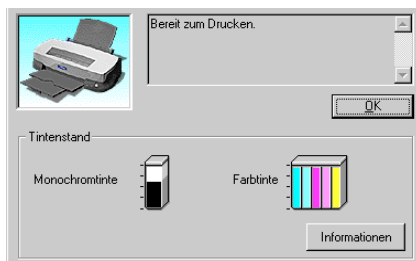 Bereit zum Drucken.
OK
Tintenstand
Monochromtinte
Farbtinte
Informationen